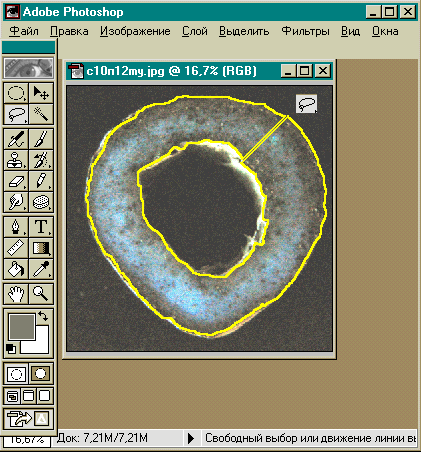 Adobe Photoshop
Файл Правка Изображение Слой Выделить Фильтры Вид Окна
c10n12my.jpg @ 16,7% (RGB)
T
A
16,67% Док: 7,21M/7,21M Свободный выбор или движение линии вы